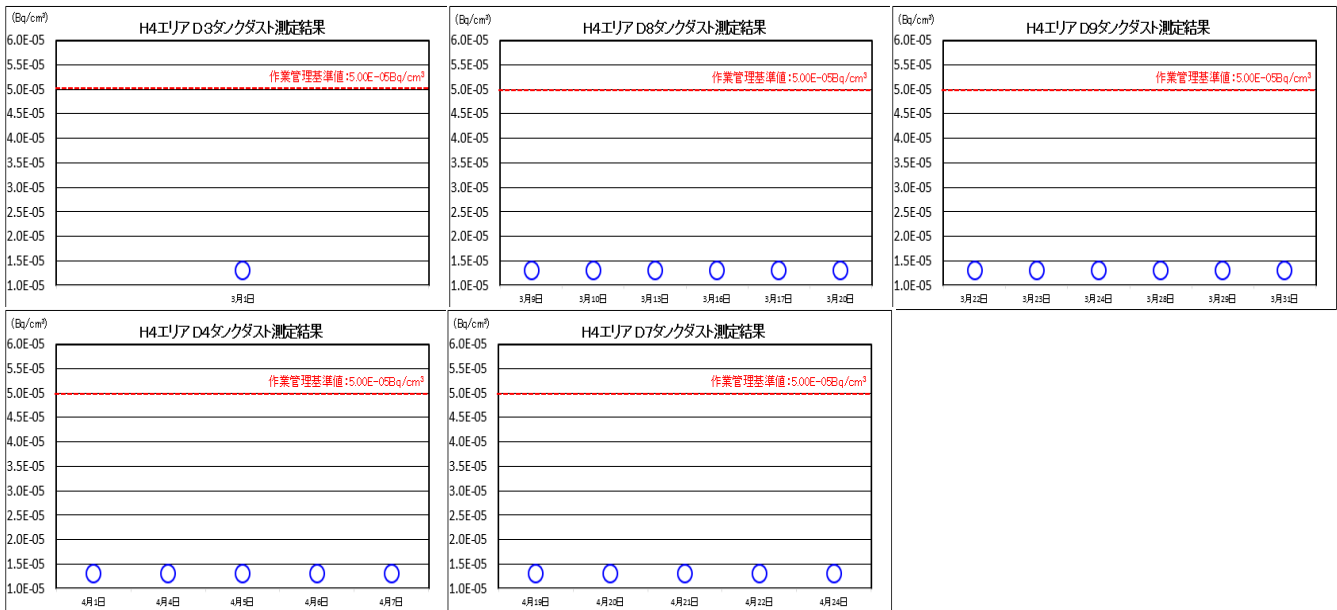 (Bq/cm³)
H4エリア D3タンクダスト測定結果
6.0E-05
5.5E-05
作業管理基準値:5.00E-05Bq/cm³
5.0E-05
4.5E-05
4.0E-05
3.5E-05
3.0E-05
2.5E-05
2.0E-05
1.5E-05
1.0E-05
3月1日
(Bq/cm³)
H4エリア D8タンクダスト測定結果
6.0E-05
5.5E-05
作業管理基準値:5.00E-05Bq/cm³
5.0E-05
4.5E-05
4.0E-05
3.5E-05
3.0E-05
2.5E-05
2.0E-05
1.5E-05
1.0E-05
3月9日 3月10日 3月13日 3月16日 3月17日 3月20日
(Bq/cm³)
H4エリア D9タンクダスト測定結果
6.0E-05
5.5E-05
作業管理基準値:5.00E-05Bq/cm³
5.0E-05
4.5E-05
4.0E-05
3.5E-05
3.0E-05
2.5E-05
2.0E-05
1.5E-05
1.0E-05
3月22日 3月23日 3月24日 3月28日 3月29日 3月31日
(Bq/cm³)
H4エリア D4タンクダスト測定結果
6.0E-05
5.5E-05
作業管理基準値:5.00E-05Bq/cm³
5.0E-05
4.5E-05
4.0E-05
3.5E-05
3.0E-05
2.5E-05
2.0E-05
1.5E-05
1.0E-05
4月1日 4月4日 4月5日 4月6日 4月7日
(Bq/cm³)
H4エリア D7タンクダスト測定結果
6.0E-05
5.5E-05
作業管理基準値:5.00E-05Bq/cm³
5.0E-05
4.5E-05
4.0E-05
3.5E-05
3.0E-05
2.5E-05
2.0E-05
1.5E-05
1.0E-05
4月19日 4月20日 4月21日 4月22日 4月24日